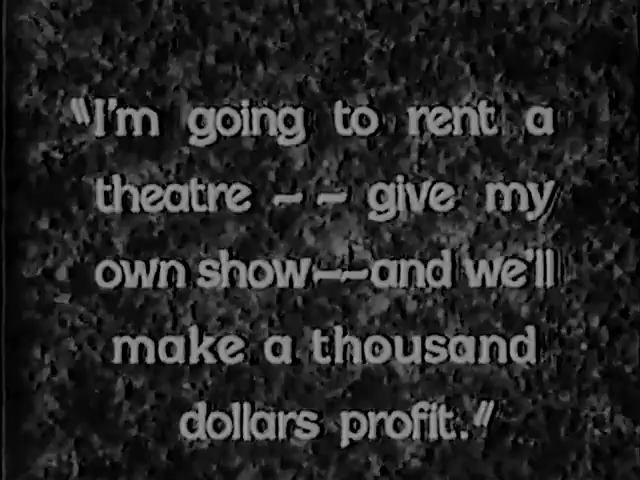 "I'm going to rent a
theatre -- give my
own show--and we'll
make a thousand
dollars profit."